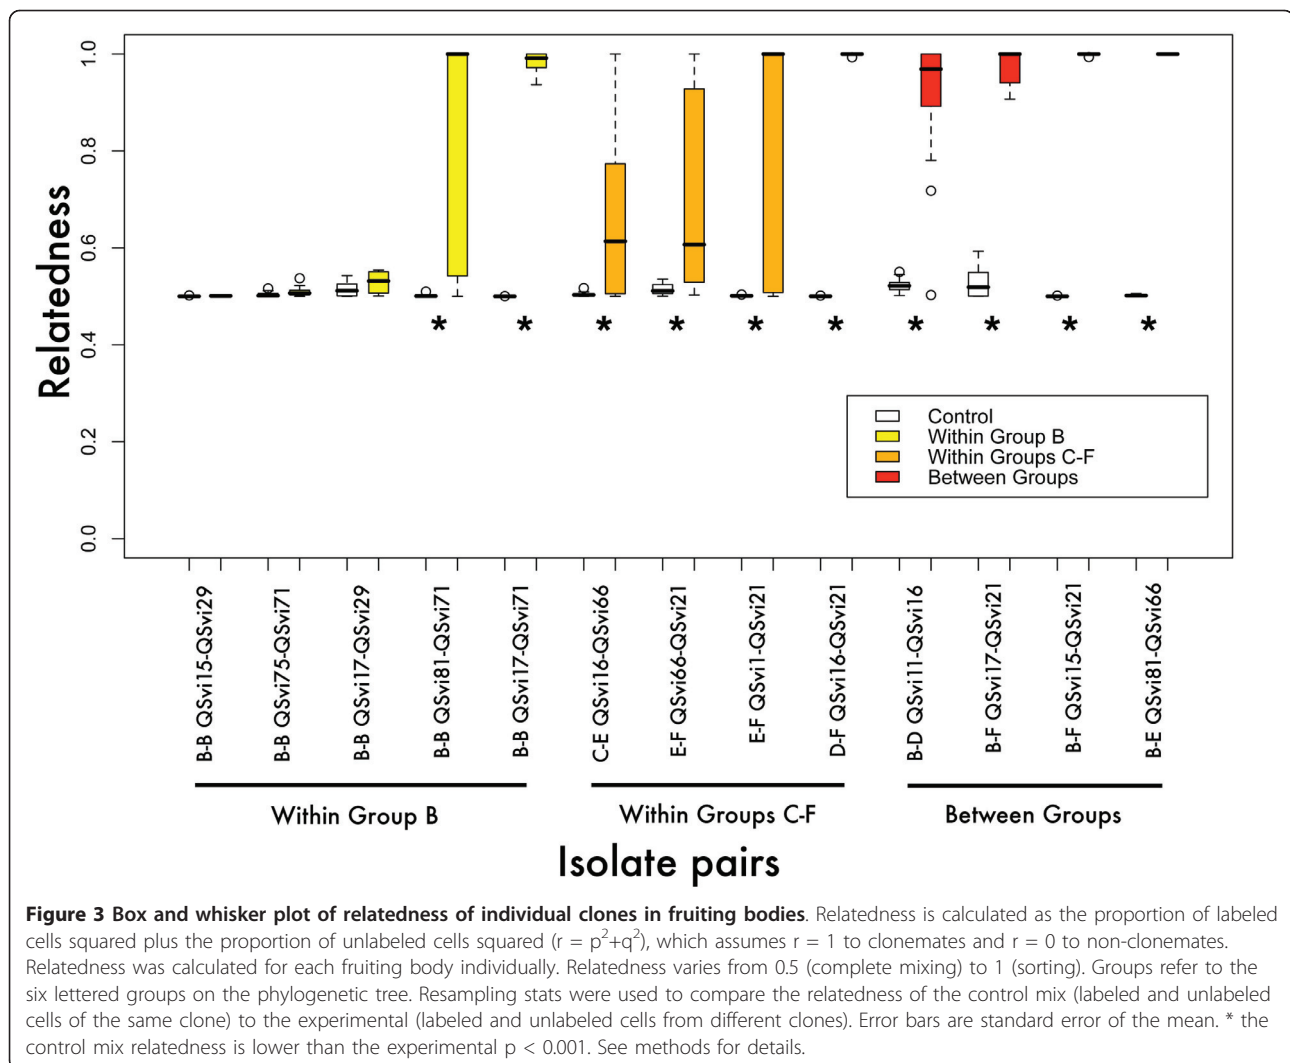 Relatedness
1.0
0.8
0.6
0.4
0.2
0.0
* * * * * * * * * *
Control
Within Group B
Within Groups C-F
Between Groups
B-B QSvi15-QSvi29
B-B QSvi75-QSvi71
B-B QSvi17-QSvi29
B-B QSvi81-QSvi71
B-B QSvi17-QSvi71
C-E QSvi16-QSvi66
E-F QSvi66-QSvi21
E-F QSvi1-QSvi21
D-F QSvi16-QSvi21
B-D QSvi11-QSvi16
B-F QSvi17-QSvi21
B-F QSvi15-QSvi21
B-E QSvi81-QSvi66
Within Group B
Within Groups C-F
Between Groups
Isolate pairs
Figure 3 Box and whisker plot of relatedness of individual clones in fruiting bodies. Relatedness is calculated as the proportion of labeled
cells squared plus the proportion of unlabeled cells squared (r = p²+q²), which assumes r = 1 to clonemates and r = 0 to non-clonemates.
Relatedness was calculated for each fruiting body individually. Relatedness varies from 0.5 (complete mixing) to 1 (sorting). Groups refer to the
six lettered groups on the phylogenetic tree. Resampling stats were used to compare the relatedness of the control mix (labeled and unlabeled
cells of the same clone) to the experimental (labeled and unlabeled cells from different clones). Error bars are standard error of the mean. * the
control mix relatedness is lower than the experimental p < 0.001. See methods for details.